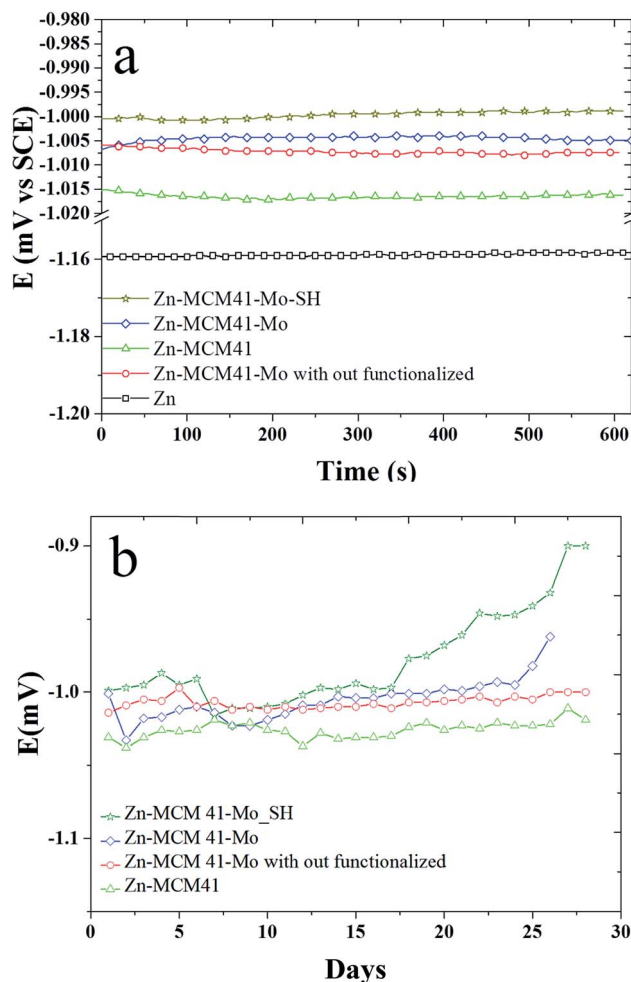 -0.980
-0.985
-0.990
-0.995
-1.000
-1.005
-1.010
-1.015
-1.020
-1.16
-1.18
-1.20
E (mV vs SCE)
a
Zn-MCM41-Mo-SH
Zn-MCM41-Mo
Zn-MCM41
Zn-MCM41-Mo with out functionalized
Zn
0 100 200 300 400 500 600
Time (s)
-0.9
-1.0
-1.1
E(mV)
b
Zn-MCM 41-Mo_SH
Zn-MCM 41-Mo
Zn-MCM 41-Mo with out functionalized
Zn-MCM41
0 5 10 15 20 25 30
Days